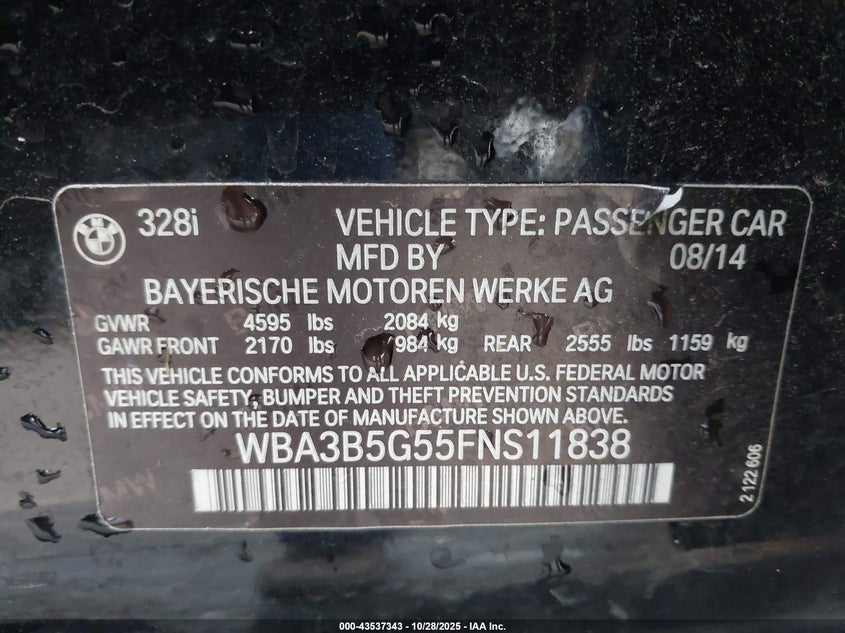 328i VEHICLE TYPE: PASSENGER CAR
MFD BY 08/14
BAYERISCHE MOTOREN WERKE AG
GVWR 4595 lbs 2084 kg
GAWR FRONT 2170 lbs 984 kg REAR 2555 lbs 1159 kg
THIS VEHICLE CONFORMS TO ALL APPLICABLE U.S. FEDERAL MOTOR
VEHICLE SAFETY, BUMPER AND THEFT PREVENTION STANDARDS
IN EFFECT ON THE DATE OF MANUFACTURE SHOWN ABOVE.
WBA3B5G55FNS11838
2 122 606
000-43537343 - 10/28/2025 - IAA Inc.